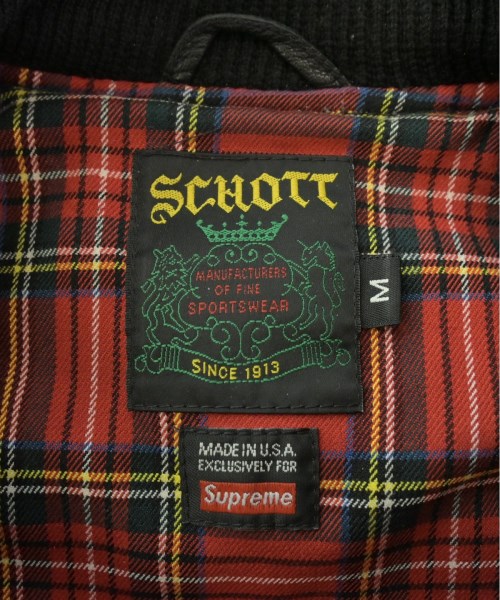 SCHOTT
MANUFACTURERS
OF FINE
SPORTSWEAR
SINCE 1913
M
MADE IN U.S.A.
EXCLUSIVELY FOR
Supreme